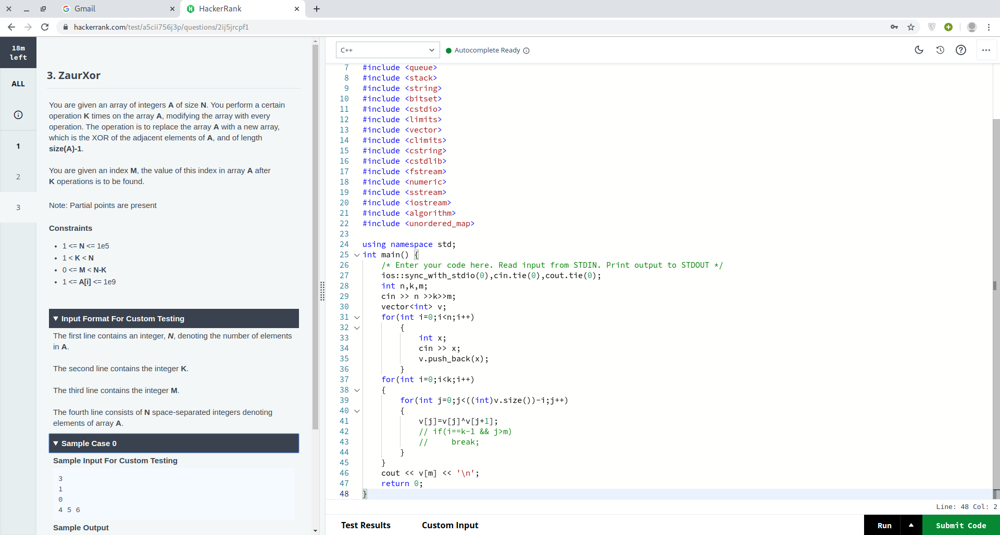 Gmail
HackerRank
hackerrank.com/test/a5cii756j3p/questions/2ij5jrcpf1
18m left
ALL
1
2
3
3. ZaurXor
You are given an array of integers A of size N. You perform a certain
operation K times on the array A, modifying the array with every
operation. The operation is to replace the array A with a new array,
which is the XOR of the adjacent elements of A, and of length
size(A)-1.
You are given an index M, the value of this index in array A after
K operations is to be found.
Note: Partial points are present
Constraints
1 <= N <= 1e5
1 < K < N
0 <= M < N-K
1 <= A[i] <= 1e9
Input Format For Custom Testing
The first line contains an integer, N, denoting the number of elements
in A.
The second line contains the integer K.
The third line contains the integer M.
The fourth line consists of N space-separated integers denoting
elements of array A.
Sample Case 0
Sample Input For Custom Testing
3
1
0
4 5 6
Sample Output
C++
Autocomplete Ready
7 #include <queue>
8 #include <stack>
9 #include <string>
10 #include <bitset>
11 #include <cstdio>
12 #include <limits>
13 #include <vector>
14 #include <climits>
15 #include <cstring>
16 #include <cstdlib>
17 #include <fstream>
18 #include <numeric>
19 #include <sstream>
20 #include <iostream>
21 #include <algorithm>
22 #include <unordered_map>
23
24 using namespace std;
25 int main() {
26 /* Enter your code here. Read input from STDIN. Print output to STDOUT */
27 ios::sync_with_stdio(0),cin.tie(0),cout.tie(0);
28 int n,k,m;
29 cin >> n >>k>>m;
30 vector<int> v;
31 for(int i=0;i<n;i++)
32 {
33 int x;
34 cin >> x;
35 v.push_back(x);
36 }
37 for(int i=0;i<k;i++)
38 {
39 for(int j=0;j<((int)v.size())-i;j++)
40 {
41 v[j]=v[j]^v[j+1];
42 // if(i==k-1 && j>m)
43 // break;
44 }
45 }
46 cout << v[m] << '\n';
47 return 0;
48 }
Line: 48 Col: 2
Test Results
Custom Input
Run
Submit Code